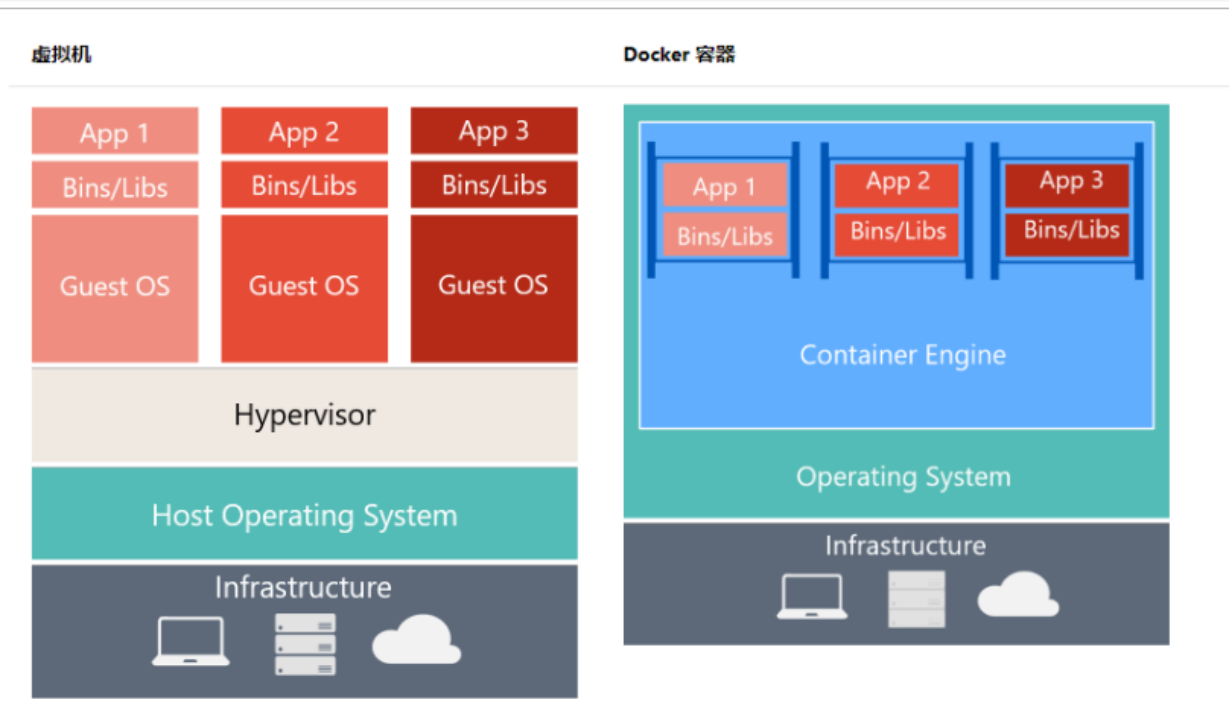 虚拟机
Docker 容器
App 1
App 2
App 3
Bins/Libs
Bins/Libs
Bins/Libs
Guest OS
Guest OS
Guest OS
Hypervisor
Host Operating System
Infrastructure
App 1
App 2
App 3
Bins/Libs
Bins/Libs
Bins/Libs
Container Engine
Operating System
Infrastructure